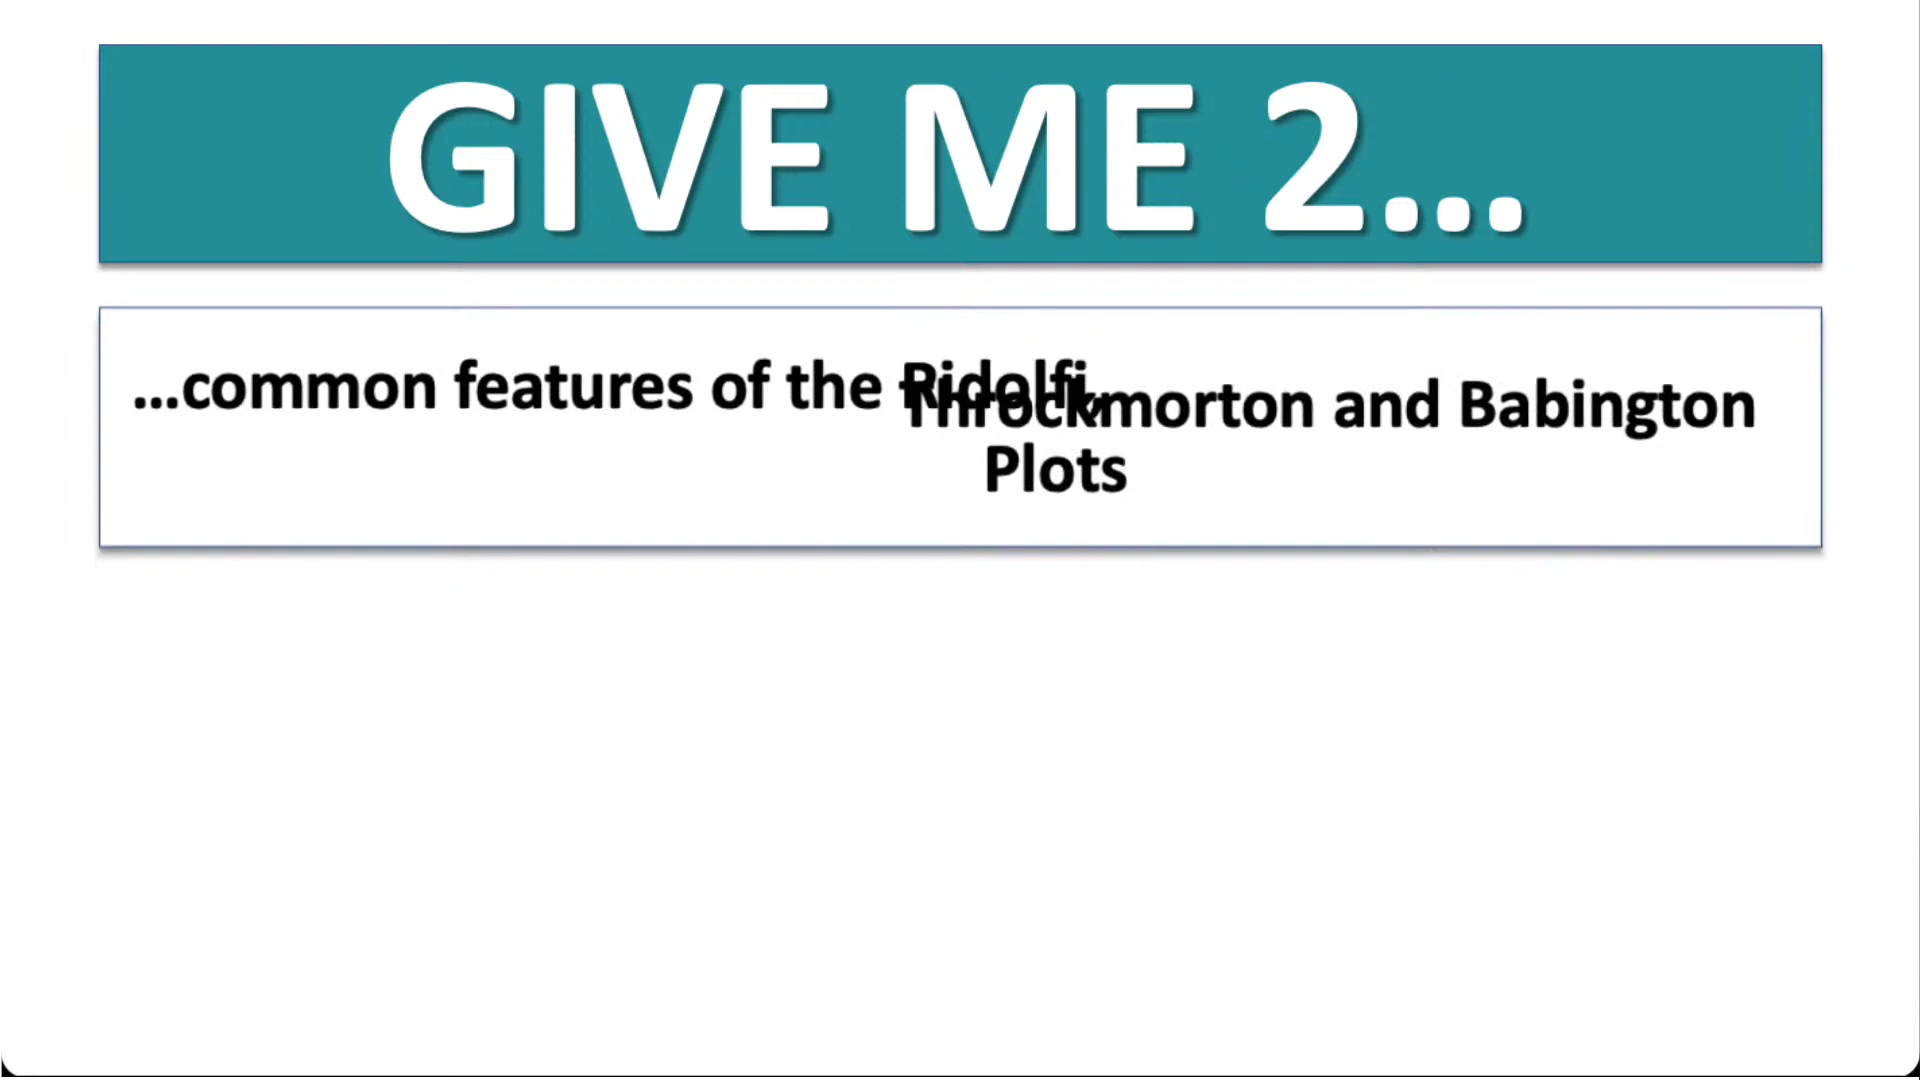 GIVE ME 2...
...common features of the Ridolfi,
Throckmorton and Babington
Plots